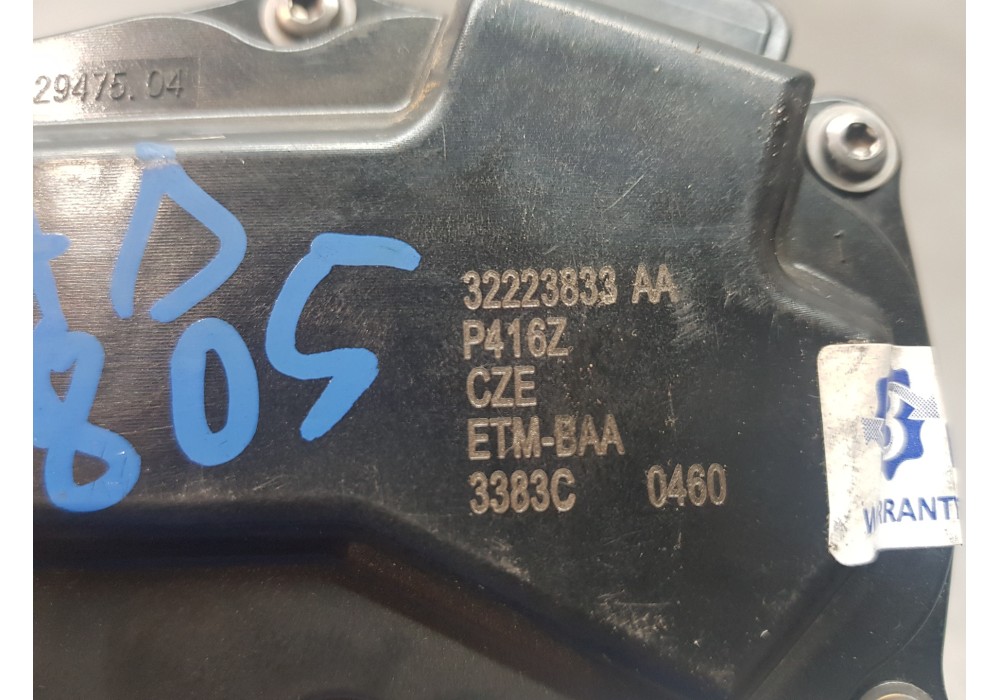 29475.04
32223833 AA
P416Z
CZE
ETM-BAA
3383C 0460
805